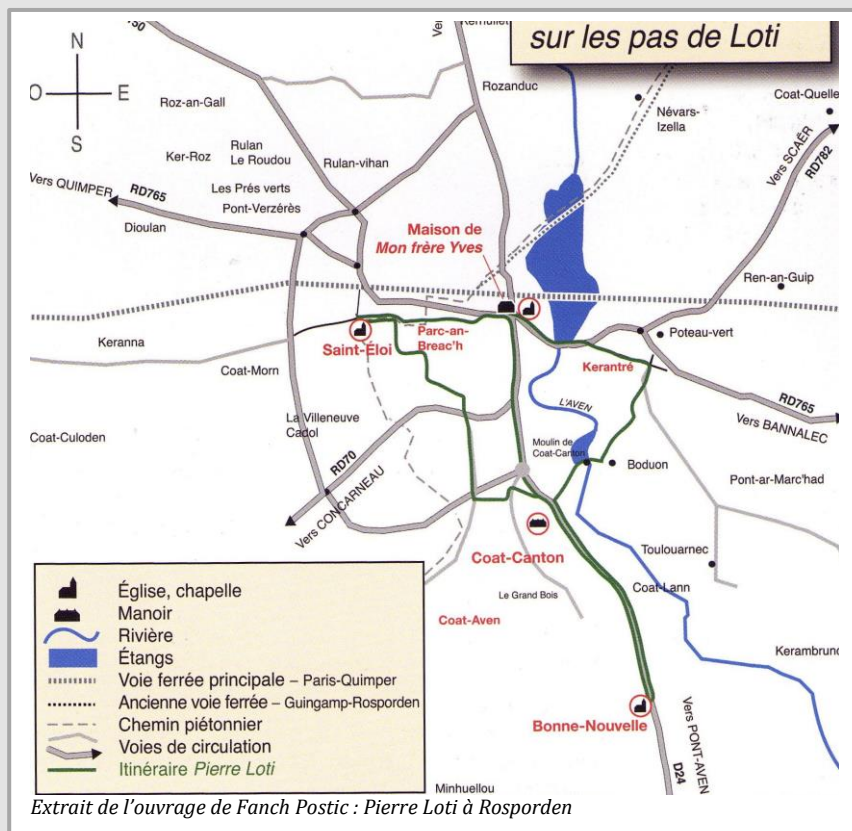 sur les pas de Loti
N
O
E
S
Roz-an-Gall
Rozanduc
Névars-
Izella
Coat-Quelle
Ker-Roz
Rulan
Le Roudou
Rulan-vihan
Vers SCAËR
RD782
Vers QUIMPER
RD765
Les Prés verts
Pont-Verzérès
Dioulan
Maison de
Mon frère Yves
Ren-an-Guip
Keranna
Saint-Éloi
Parc-an-
Breac'h
Poteau-vert
Kerantré
Coat-Morn
L'AVEN
RD765
Vers BANNALEC
La Villeneuve
Cadol
Coat-Culoden
Moulin de
Coat-Canton
Boduon
RD70
Vers CONCARNEAU
Pont-ar-Marc'had
Coat-Canton
Toulouarnec
Coat-Lann
Le Grand Bois
Coat-Aven
Kerambruno
Bonne-Nouvelle
Vers PONT-AVEN
D24
Minhuellou
Église, chapelle
Manoir
Rivière
Étangs
Voie ferrée principale – Paris-Quimper
Ancienne voie ferrée – Guingamp-Rosporden
Chemin piétonnier
Voies de circulation
Itinéraire Pierre Loti
Extrait de l'ouvrage de Fanch Postic : Pierre Loti à Rosporden